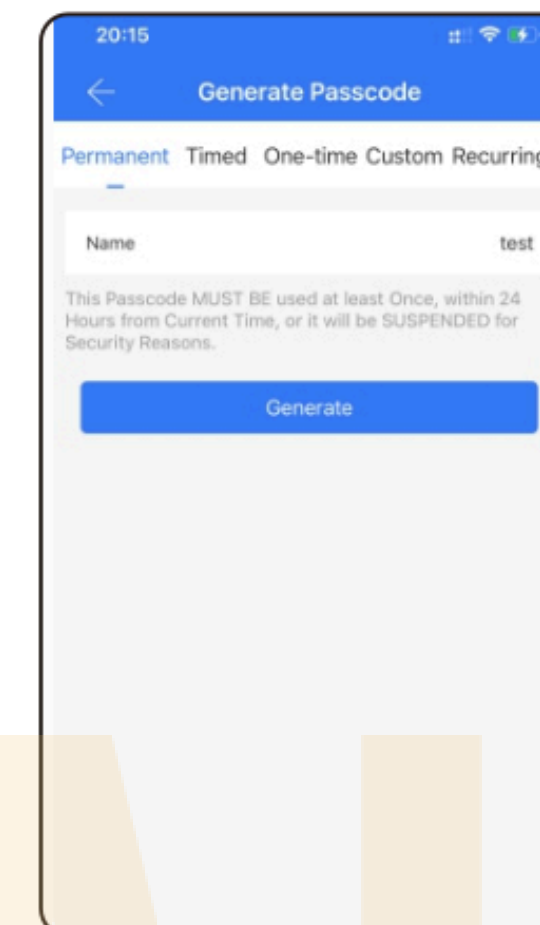 20:15
Generate Passcode
Permanent Timed One-time Custom Recurring
Name test
This Passcode MUST BE used at least Once, within 24
Hours from Current Time, or it will be SUSPENDED for
Security Reasons.
Generate